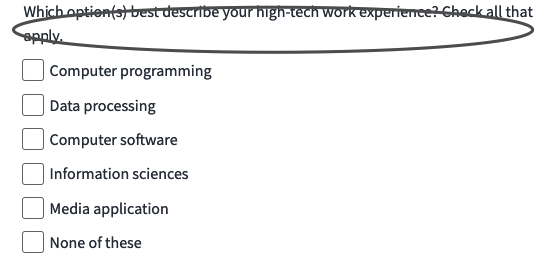 Which option(s) best describe your high-tech work experience? Check all that
apply.
Computer programming
Data processing
Computer software
Information sciences
Media application
None of these